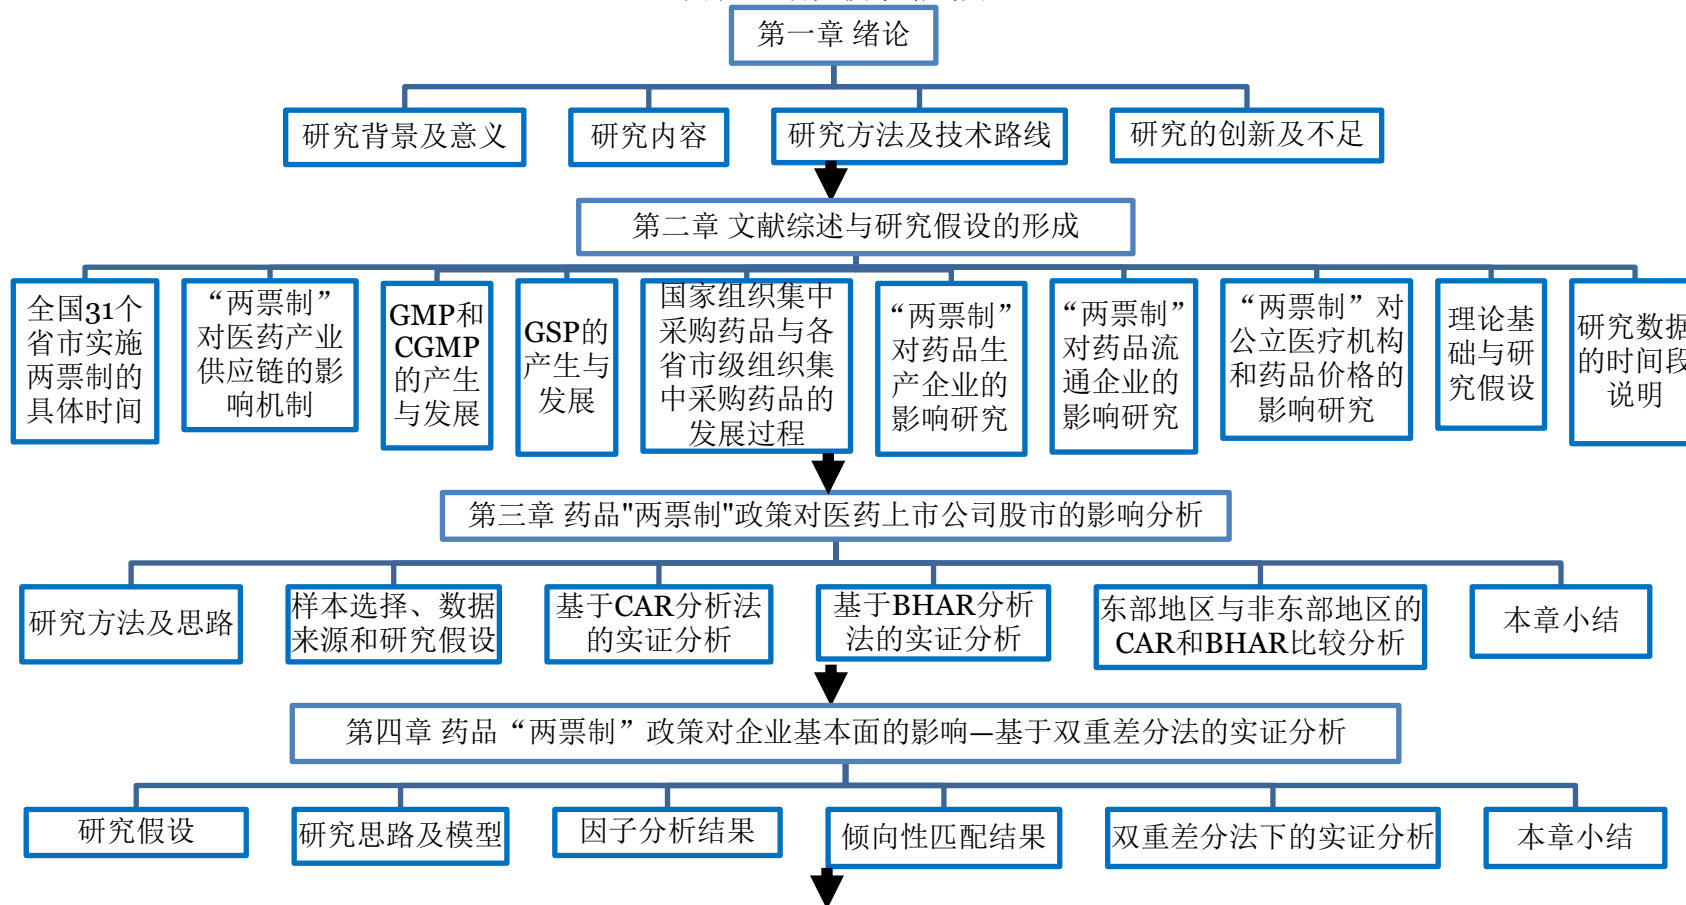 第一章 绪论
研究背景及意义
研究内容
研究方法及技术路线
研究的创新及不足
第二章 文献综述与研究假设的形成
全国31个
省市实施
两票制的
具体时间
“两票制”
对医药产业
供应链的影
响机制
GMP和
CGMP
的产生
与发展
GSP的
产生与
发展
国家组织集中
采购药品与各
省市级组织集
中采购药品的
发展过程
“两票制”
对药品生
产企业的
影响研究
“两票制”
对药品流
通企业的
影响研究
“两票制”对
公立医疗机构
和药品价格的
影响研究
理论基
础与研
究假设
研究数据
的时间段
说明
第三章 药品"两票制"政策对医药上市公司股市的影响分析
研究方法及思路
样本选择、数据
来源和研究假设
基于CAR分析法
的实证分析
基于BHAR分析
法的实证分析
东部地区与非东部地区的
CAR和BHAR比较分析
本章小结
第四章 药品“两票制”政策对企业基本面的影响—基于双重差分法的实证分析
研究假设
研究思路及模型
因子分析结果
倾向性匹配结果
双重差分法下的实证分析
本章小结